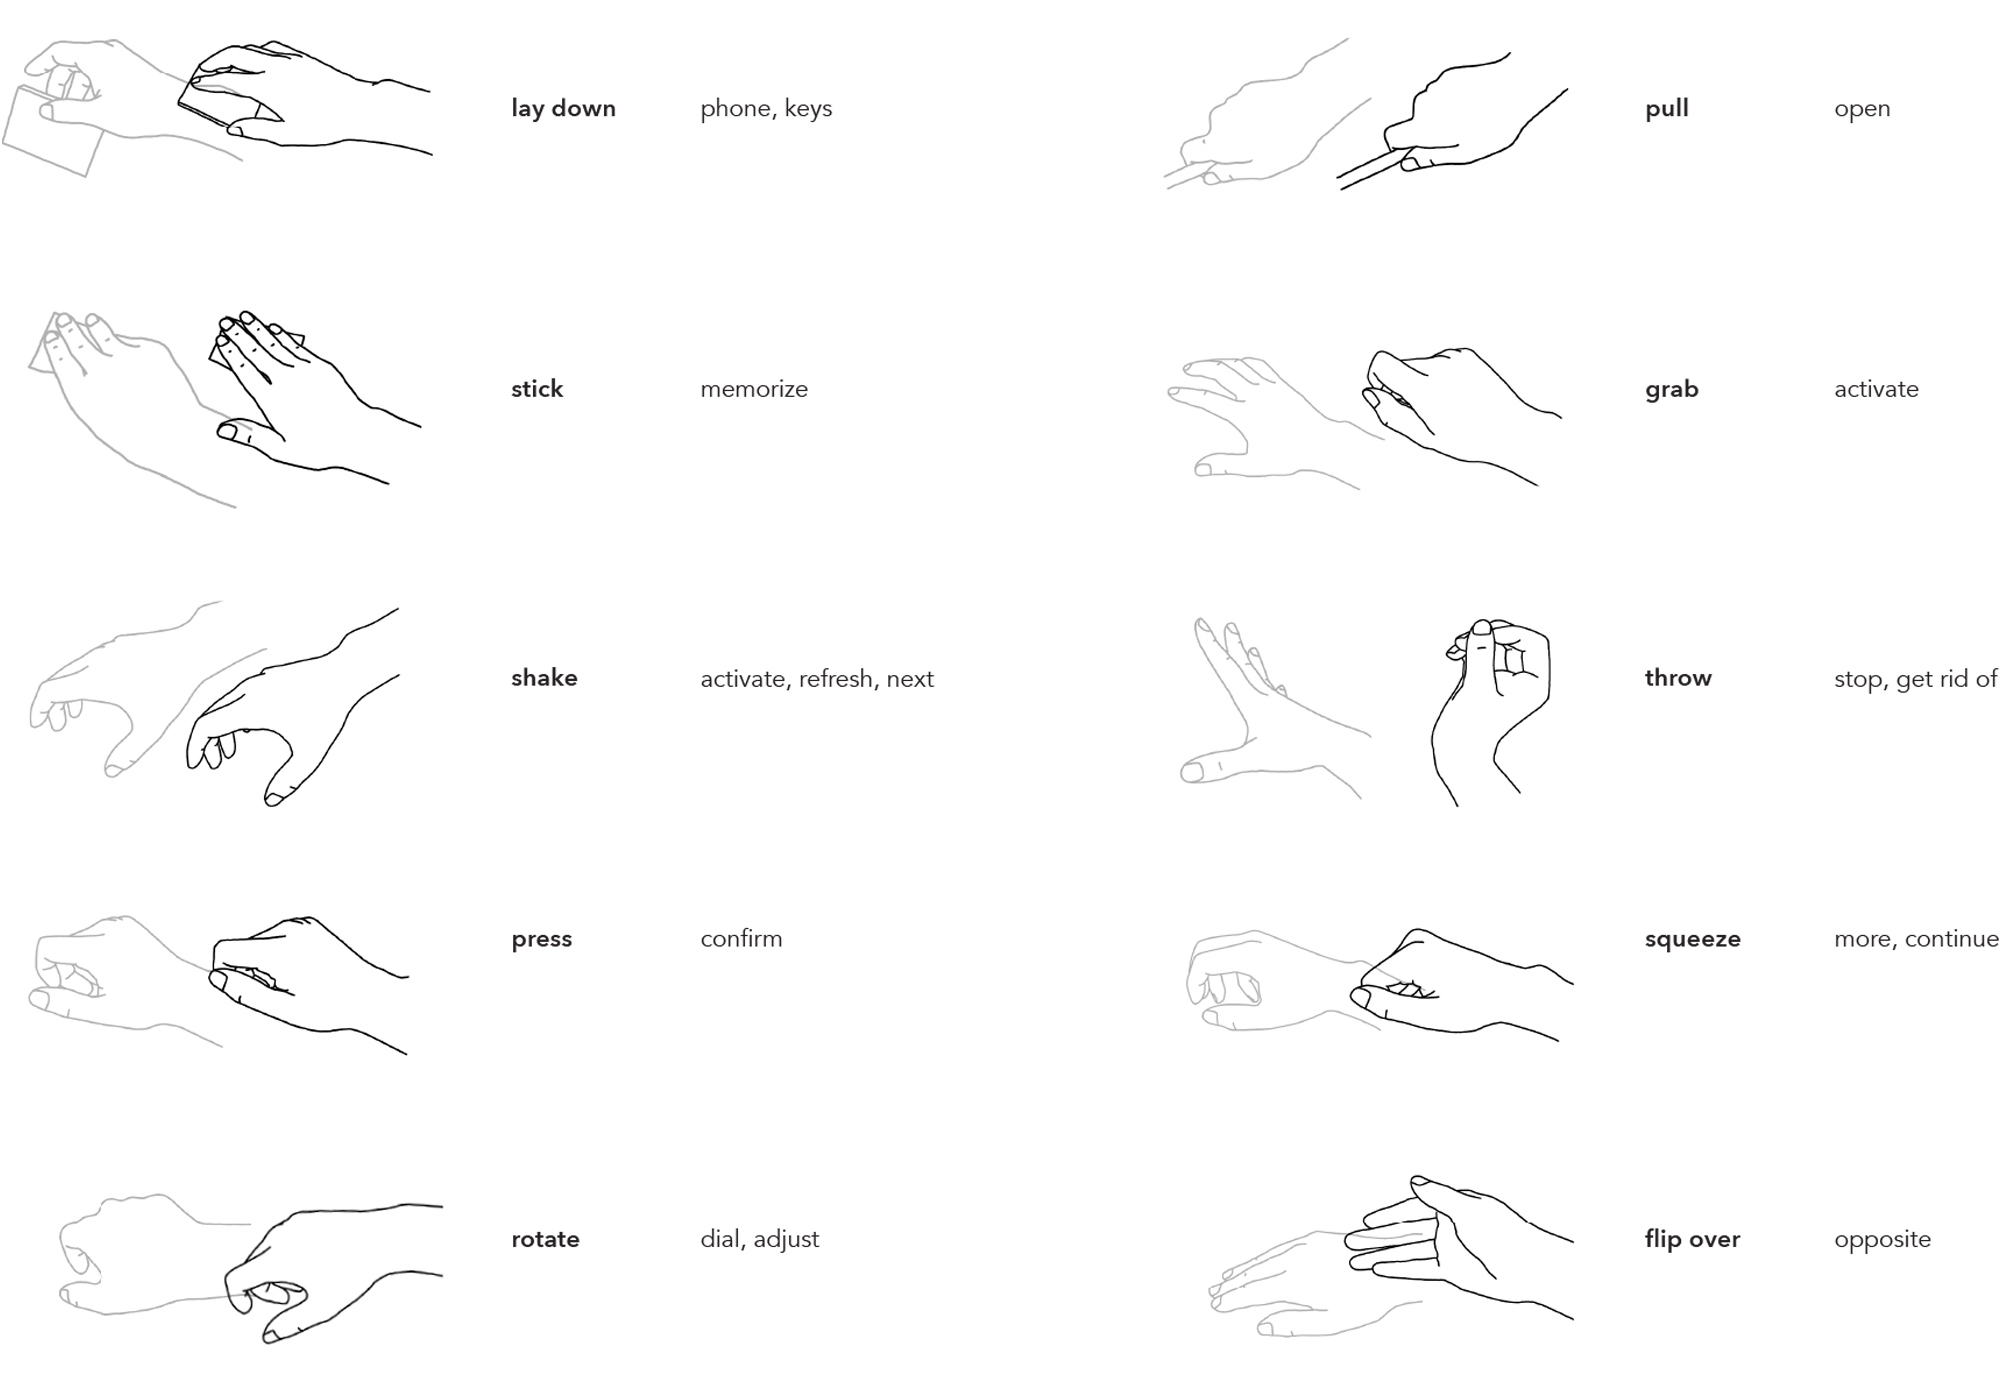 lay down phone, keys
pull open
stick memorize
grab activate
shake activate, refresh, next
throw stop, get rid of
press confirm
squeeze more, continue
rotate dial, adjust
flip over opposite